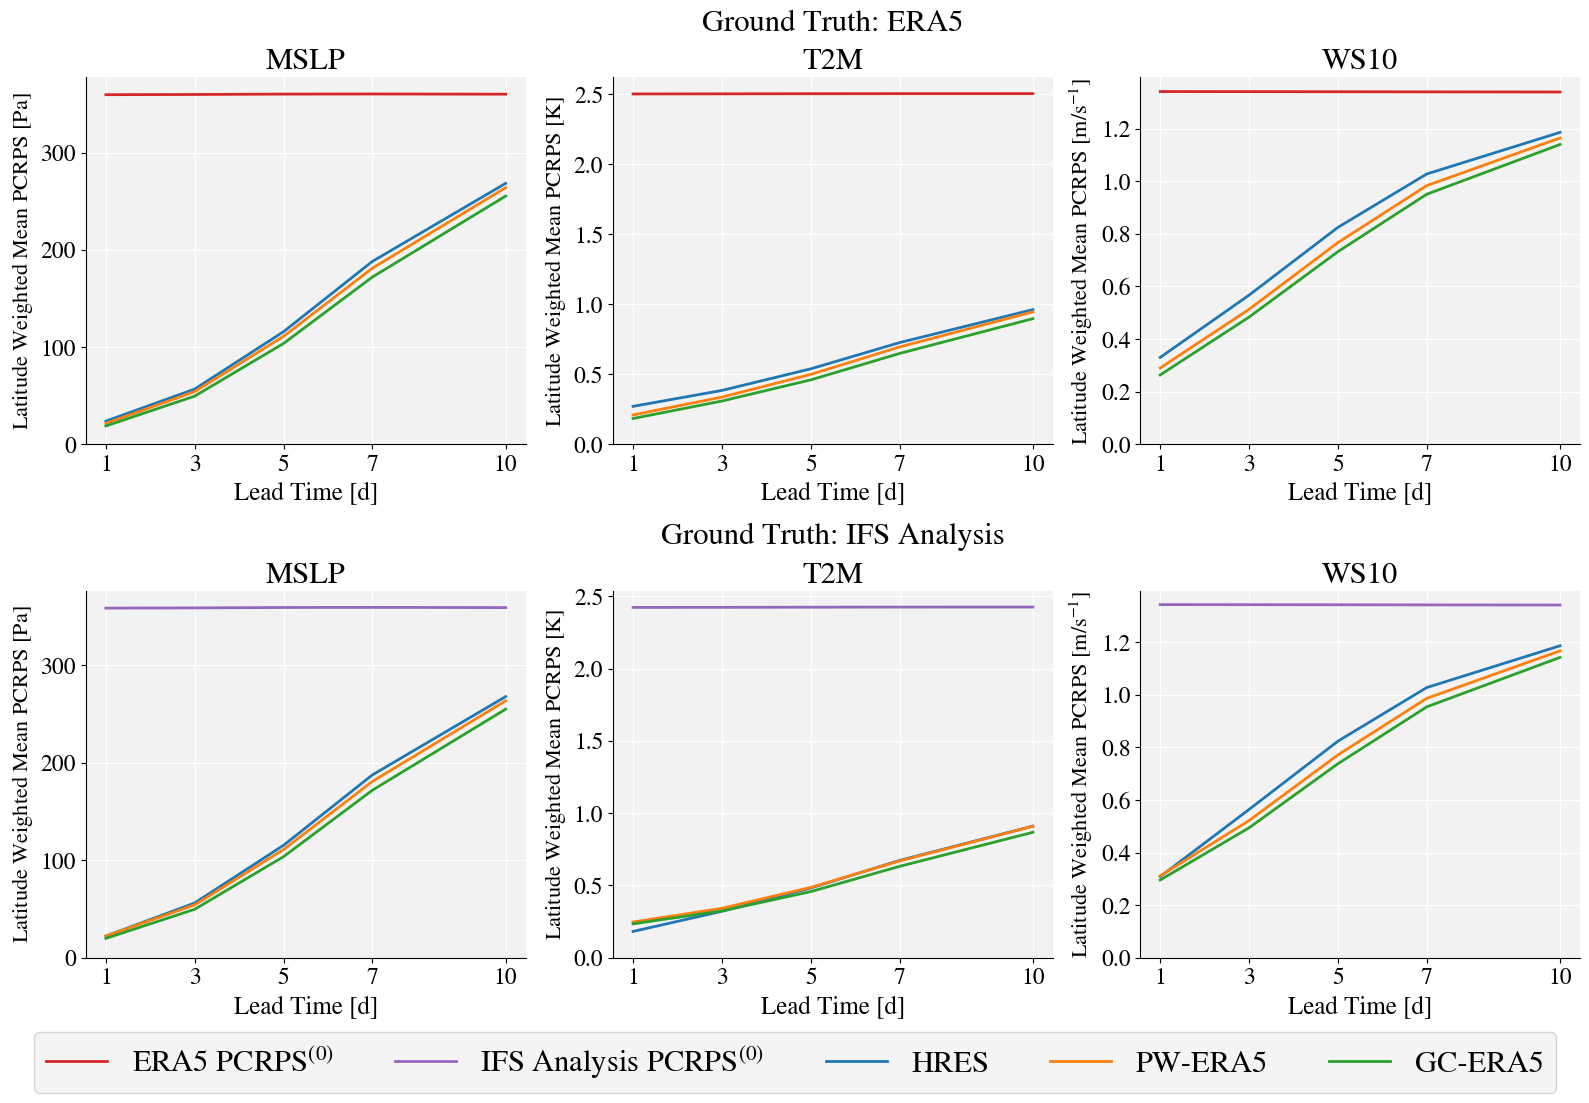 Ground Truth: ERA5
MSLP
T2M
WS10
Latitude Weighted Mean PCRPS [Pa]
300
200
100
0
1 3 5 7 10
Lead Time [d]
Latitude Weighted Mean PCRPS [K]
2.5
2.0
1.5
1.0
0.5
0.0
1 3 5 7 10
Lead Time [d]
Latitude Weighted Mean PCRPS [m/s⁻¹]
1.2
1.0
0.8
0.6
0.4
0.2
0.0
1 3 5 7 10
Lead Time [d]
Ground Truth: IFS Analysis
MSLP
T2M
WS10
Latitude Weighted Mean PCRPS [Pa]
300
200
100
0
1 3 5 7 10
Lead Time [d]
Latitude Weighted Mean PCRPS [K]
2.5
2.0
1.5
1.0
0.5
0.0
1 3 5 7 10
Lead Time [d]
Latitude Weighted Mean PCRPS [m/s⁻¹]
1.2
1.0
0.8
0.6
0.4
0.2
0.0
1 3 5 7 10
Lead Time [d]
ERA5 PCRPS⁽⁰⁾ IFS Analysis PCRPS⁽⁰⁾ HRES PW-ERA5 GC-ERA5